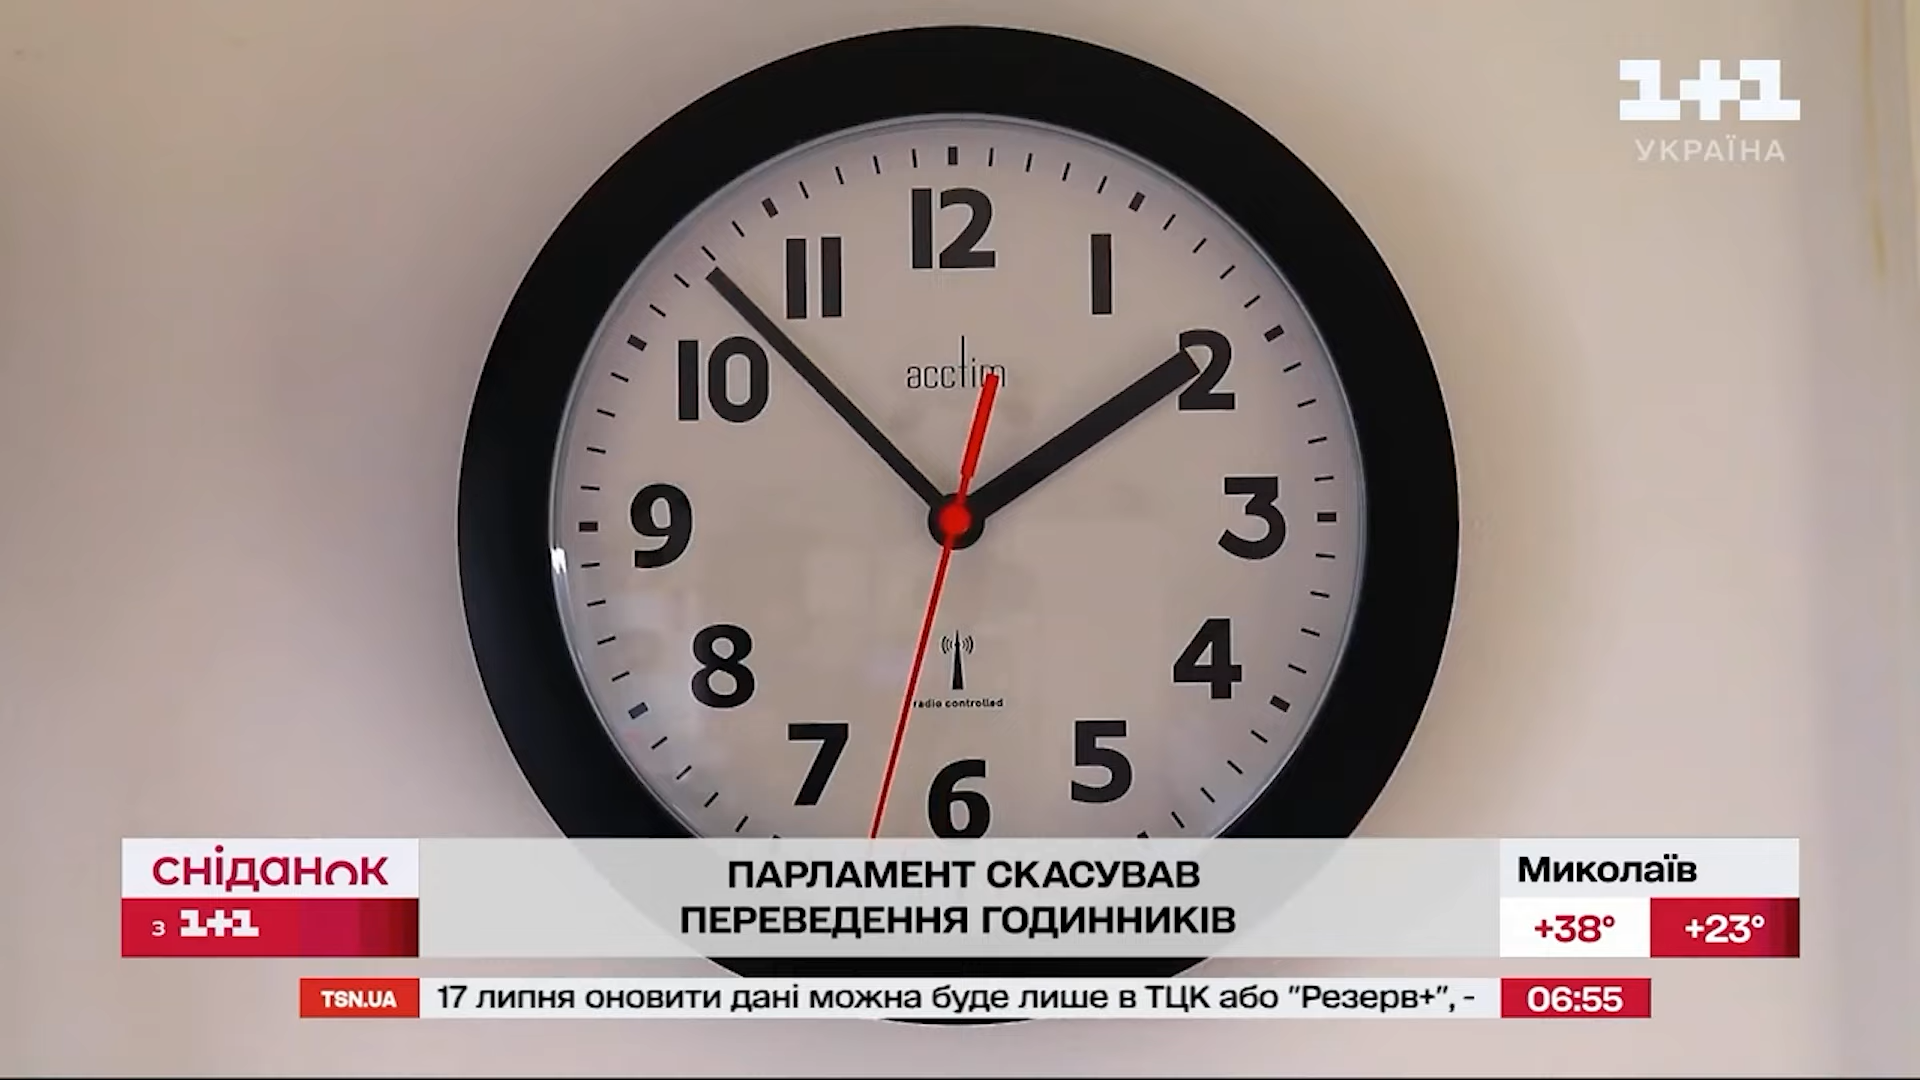 1+1
УКРАЇНА
12
11
1
10
2
acctim
9
3
8
4
radio controlled
7
5
6
СНІДАНОК
З 1+1
ПАРЛАМЕНТ СКАСУВАВ
ПЕРЕВЕДЕННЯ ГОДИННИКІВ
Миколаїв
+38° +23°
TSN.UA 17 липня оновити дані можна буде лише в ТЦК або "Резерв+", - 06:55